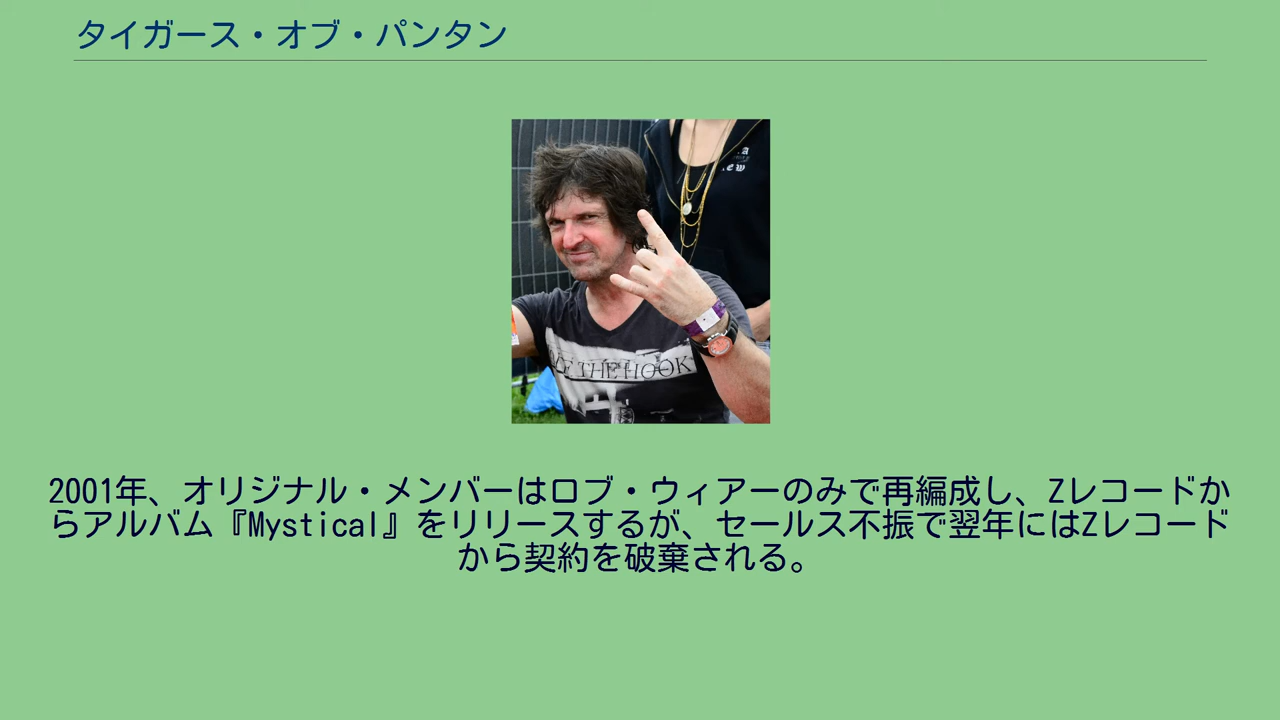 タイガース・オブ・パンタン
THE HOOK
2001年、オリジナル・メンバーはロブ・ウィアーのみで再編成し、Zレコードか
らアルバム『Mystical』をリリースするが、セールス不振で翌年にはZレコード
から契約を破棄される。